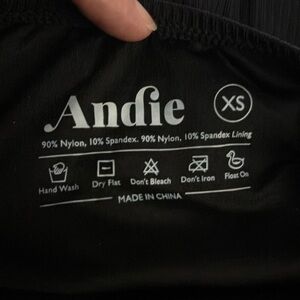 Andie XS
90% Nylon, 10% Spandex. 90% Nylon. 10% Spandex Lining
Hand Wash Dry Flat Don't Bleach Don't Iron Float On
MADE IN CHINA